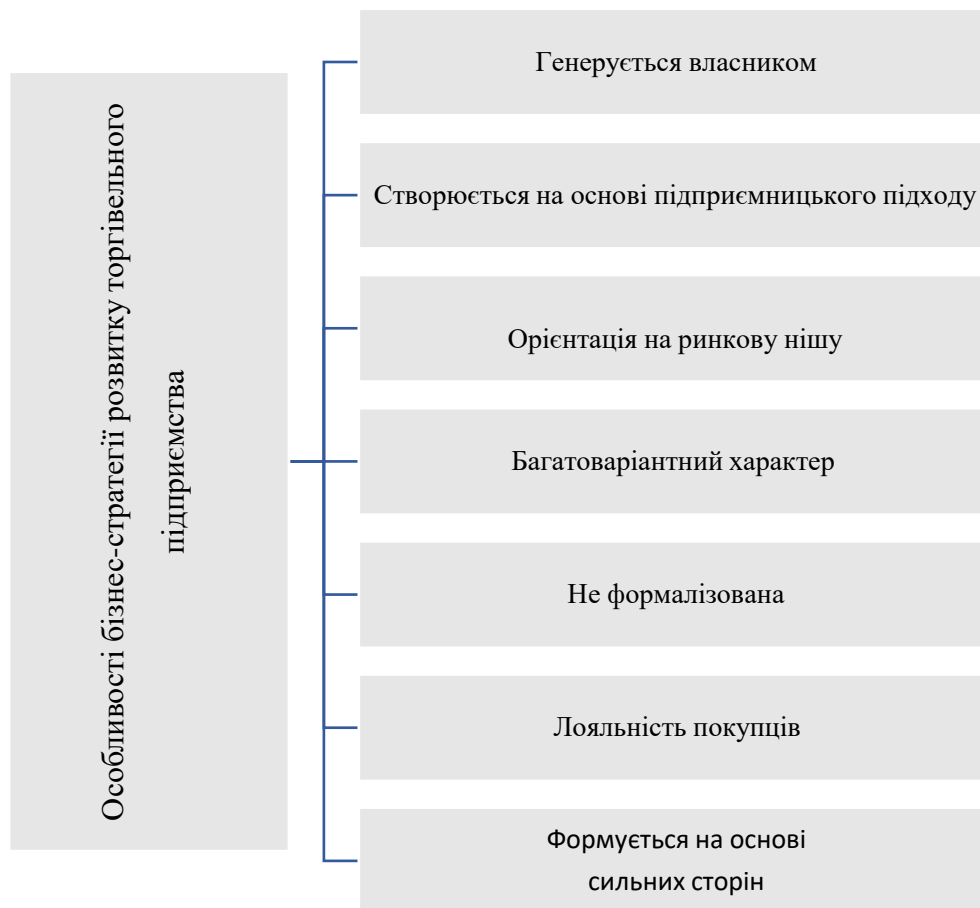 Особливості бізнес-стратегії розвитку торгівельного
підприємства
Генерується власником
Створюється на основі підприємницького підходу
Орієнтація на ринкову нішу
Багатоваріантний характер
Не формалізована
Лояльність покупців
Формується на основі
сильних сторін